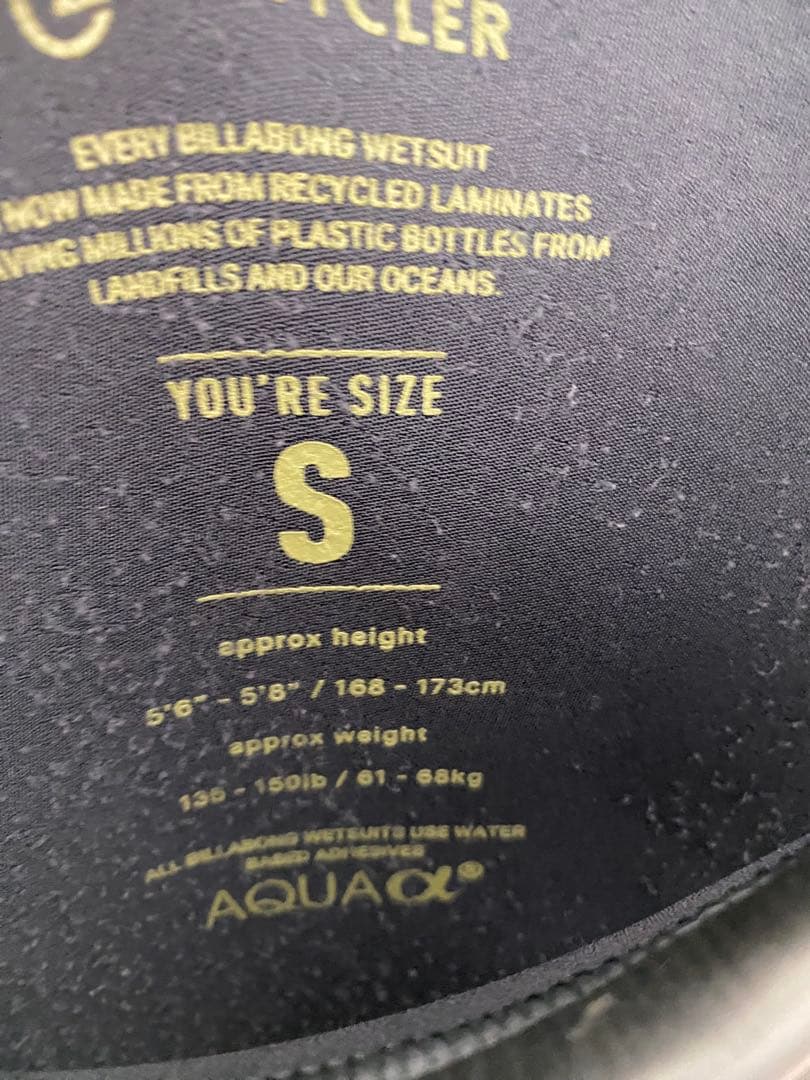 CYCLER
EVERY BILLABONG WETSUIT
NOW MADE FROM RECYCLED LAMINATES
VING MILLIONS OF PLASTIC BOTTLES FROM
LANDFILLS AND OUR OCEANS.
YOU'RE SIZE
S
approx height
5'6" - 5'8" / 168 - 173cm
approx weight
135 - 150lb / 61 - 68kg
ALL BILLABONG WETSUITS USE WATER
BASED ADHESIVES
AQUA α®